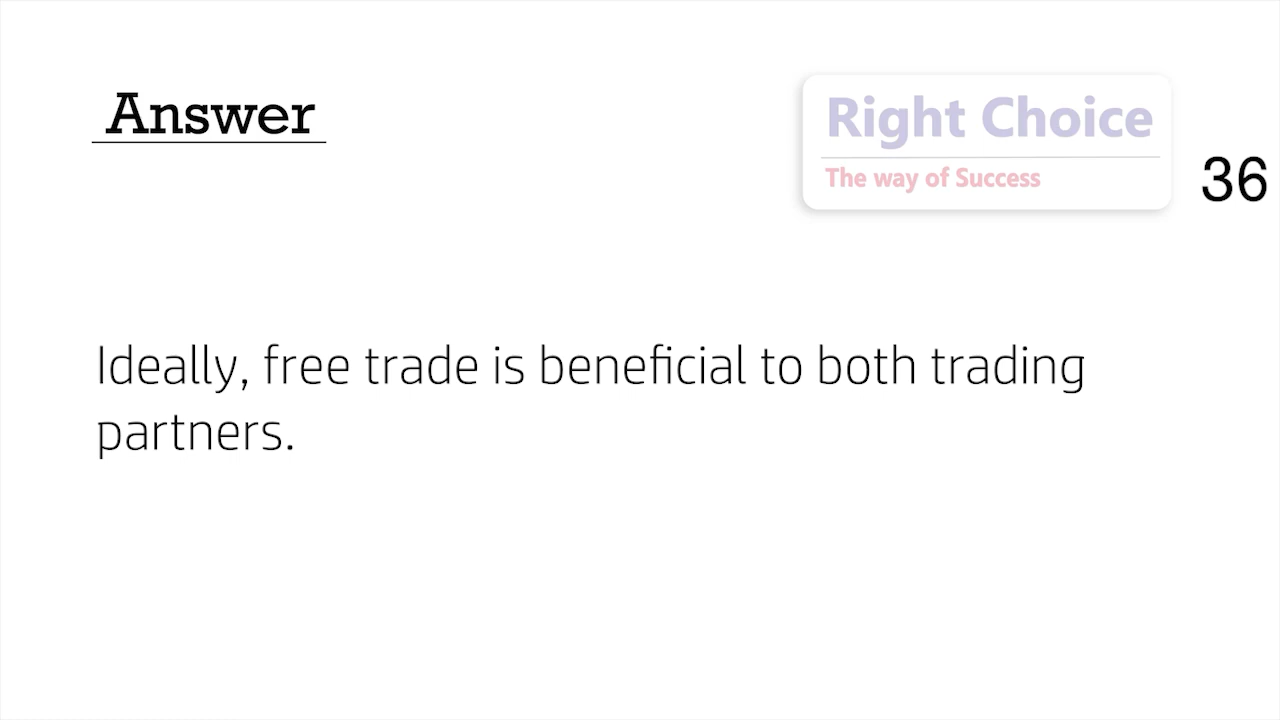 Answer
Right Choice
The way of Success
36
Ideally, free trade is beneficial to both trading
partners.